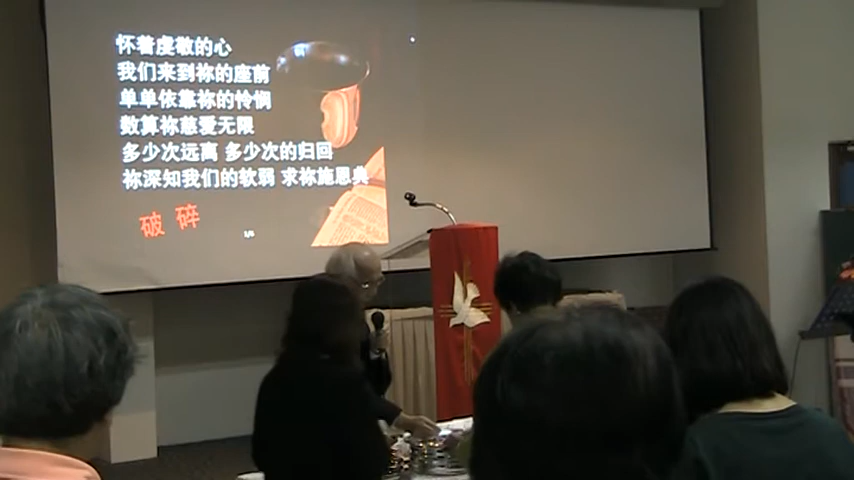 怀着虔敬的心
我们来到祢的座前
单单依靠祢的怜悯
数算祢慈爱无限
多少次远离 多少次的归回
祢深知我们的软弱 求祢施恩典
破碎
1/5